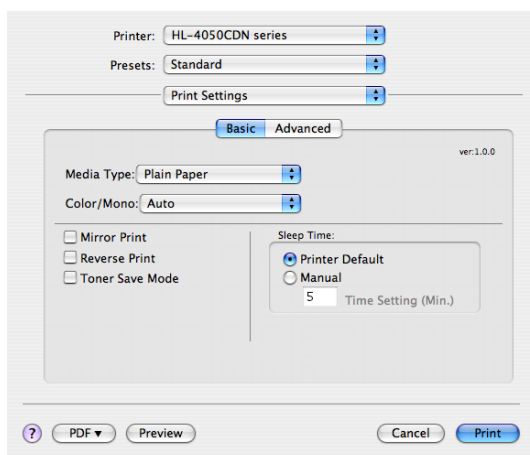 Printer: HL-4050CDN series
Presets: Standard
Print Settings
Basic Advanced
ver:1.0.0
Media Type: Plain Paper
Color/Mono: Auto
Mirror Print
Reverse Print
Toner Save Mode
Sleep Time:
Printer Default
Manual
5 Time Setting (Min.)
? PDF▼ Preview Cancel Print